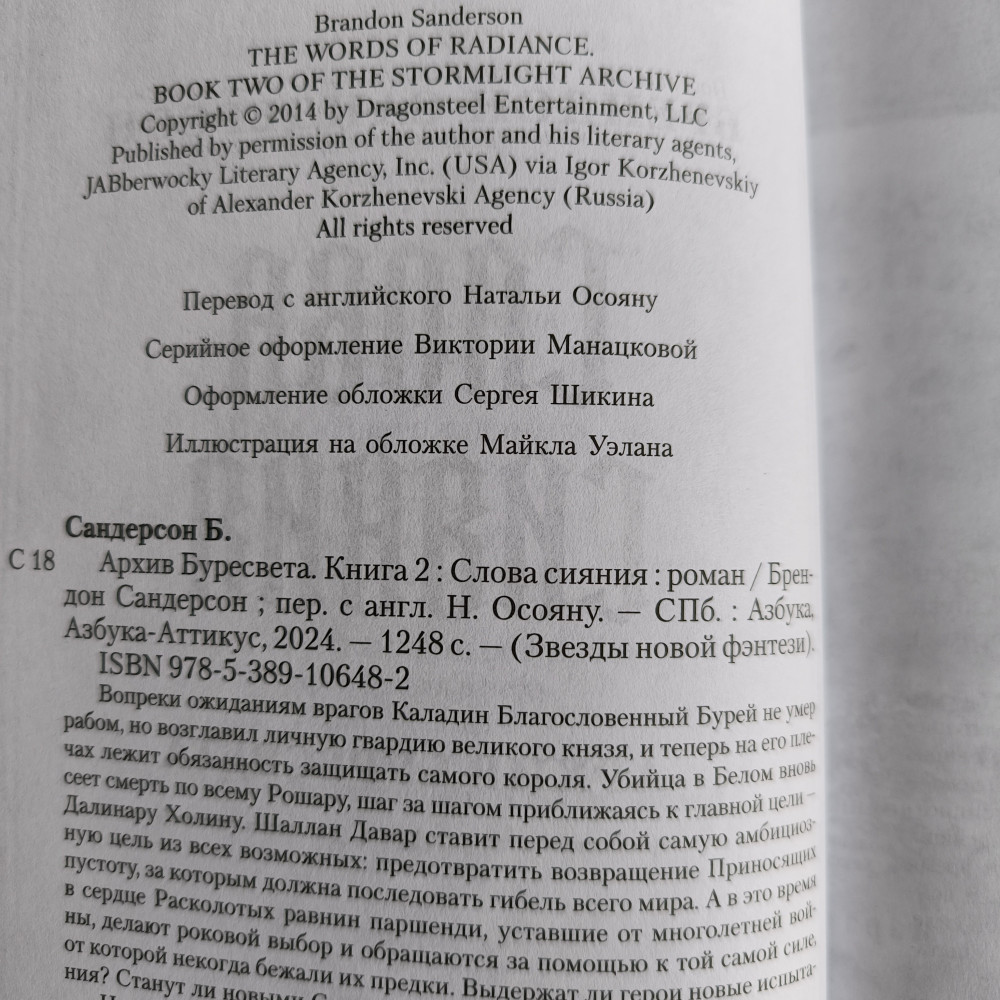 Brandon Sanderson
THE WORDS OF RADIANCE.
BOOK TWO OF THE STORMLIGHT ARCHIVE
Copyright © 2014 by Dragonsteel Entertainment, LLC
Published by permission of the author and his literary agents,
JABberwocky Literary Agency, Inc. (USA) via Igor Korzhenevskiy
of Alexander Korzhenevski Agency (Russia)
All rights reserved
Перевод с английского Натальи Осояну
Серийное оформление Виктории Манацковой
Оформление обложки Сергея Шикина
Иллюстрация на обложке Майкла Уэлана
Сандерсон Б.
С 18 Архив Буресвета. Книга 2 : Слова сияния : роман / Брен-
дон Сандерсон ; пер. с англ. Н. Осояну. — СПб. : Азбука,
Азбука-Аттикус, 2024. — 1248 с. — (Звезды новой фэнтези).
ISBN 978-5-389-10648-2
Вопреки ожиданиям врагов Каладин Благословенный Бурей не умер
рабом, но возглавил личную гвардию великого князя, и теперь на его пле-
чах лежит обязанность защищать самого короля. Убийца в Белом вновь
сеет смерть по всему Рошару, шаг за шагом приближаясь к главной цели —
Далинару Холину. Шаллан Давар ставит перед собой самую амбициоз-
ную цель из всех возможных: предотвратить возвращение Приносящих
пустоту, за которым должна последовать гибель всего мира. А в это время
в сердце Расколотых равнин паршенди, уставшие от многолетней вой-
ны, делают роковой выбор и обращаются за помощью к той самой силе,
от которой некогда бежали их предки. Выдержат ли герои новые испыта-
ния? Станут ли новыми